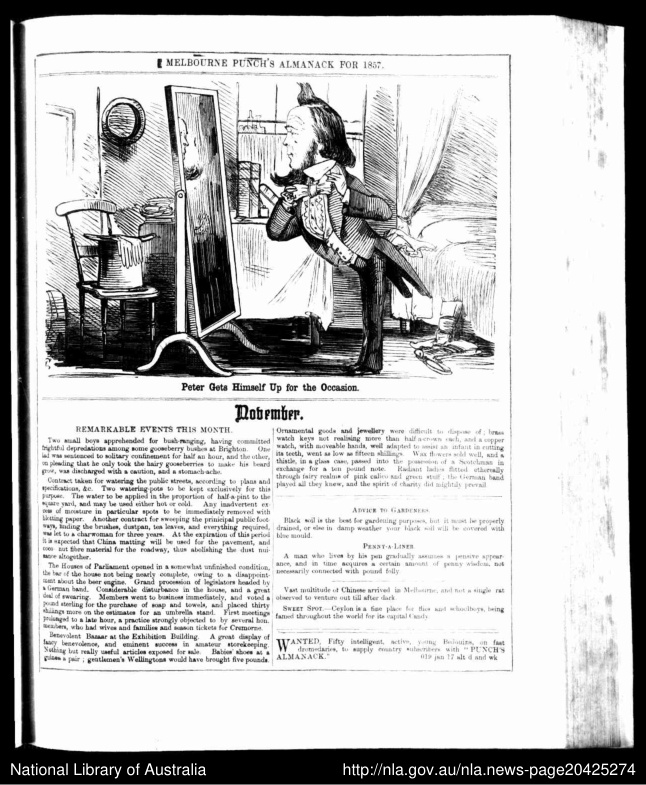 MELBOURNE PUNCH'S ALMANACK FOR 1857.
Peter Gets Himself Up for the Occasion.
November.
REMARKABLE EVENTS THIS MONTH.
Two small boys apprehended for bush-ranging, having committed
frightful depredations among some gooseberry bushes at Brighton. One
lad was sentenced to solitary confinement for half an hour, and the other,
on pleading that he only took the hairy gooseberries to make his beard
grow, was discharged with a caution, and a stomach-ache.
Contract taken for watering the public streets, according to plans and
specifications, &c. Two watering-pots to be kept exclusively for this
purpose. The water to be applied in the proportion of half-a-pint to the
square yard, and may be used either hot or cold. Any inadvertent ex-
cess of moisture in particular spots to be immediately removed with
blotting paper. Another contract for sweeping the principal public foot-
ways, finding the brushes, dustpan, tea leaves, and everything required,
was let to a charwoman for three years. At the expiration of this period
it is expected that China matting will be used for the pavement, and
coco nut fibre material for the roadway, thus abolishing the dust nui-
sance altogether.
The Houses of Parliament opened in a somewhat unfinished condition,
the bar of the house not being nearly complete, owing to a disappoint-
ment about the beer engine. Grand procession of legislators headed by
a German band. Considerable disturbance in the house, and a great
deal of swearing. Members went to business immediately, and voted a
pound sterling for the purchase of soap and towels, and placed thirty
shillings more on the estimates for an umbrella stand. First meetings
prolonged to a late hour, a practice strongly objected to by several hon.
members, who had wives and families and season tickets for Cremorne.
Benevolent Bazaar at the Exhibition Building. A great display of
fancy benevolence, and eminent success in amateur storekeeping.
Nothing but really useful articles exposed for sale. Babies' shoes at a
guinea a pair; gentlemen's Wellingtons would have brought five pounds.
Ornamental goods and jewellery were difficult to dispose of; brass
watch keys not realising more than half-a-crown each, and a copper
watch, with moveable hands, well adapted to assist an infant in cutting
its teeth, went as low as fifteen shillings. Wax flowers sold well, and a
thistle, in a glass case, passed into the possession of a Scotchman in
exchange for a ten pound note. Radiant ladies flitted ethereally
through fairy realms of pink calico and green stuff; the German band
played all they knew, and the spirit of charity did mightily prevail.
ADVICE TO GARDENERS.
Black soil is the best for gardening purposes, but it must be properly
drained, or else in damp weather your black soil will be covered with
blue mould.
PENNY-A-LINER.
A man who lives by his pen gradually assumes a pensive appear-
ance, and in time acquires a certain amount of penny wisdom, not
necessarily connected with pound folly.
Vast multitude of Chinese arrived in Melbourne, and not a single rat
observed to venture out till after dark.
SWEET SPOT.—Ceylon is a fine place for flies and schoolboys, being
famed throughout the world for its capital Candy.
WANTED, Fifty intelligent, active, young Bedouins, on fast
dromedaries, to supply country subscribers with "PUNCH'S
ALMANACK." 619 jan 17 alt d and wk
National Library of Australia
http://nla.gov.au/nla.news-page20425274